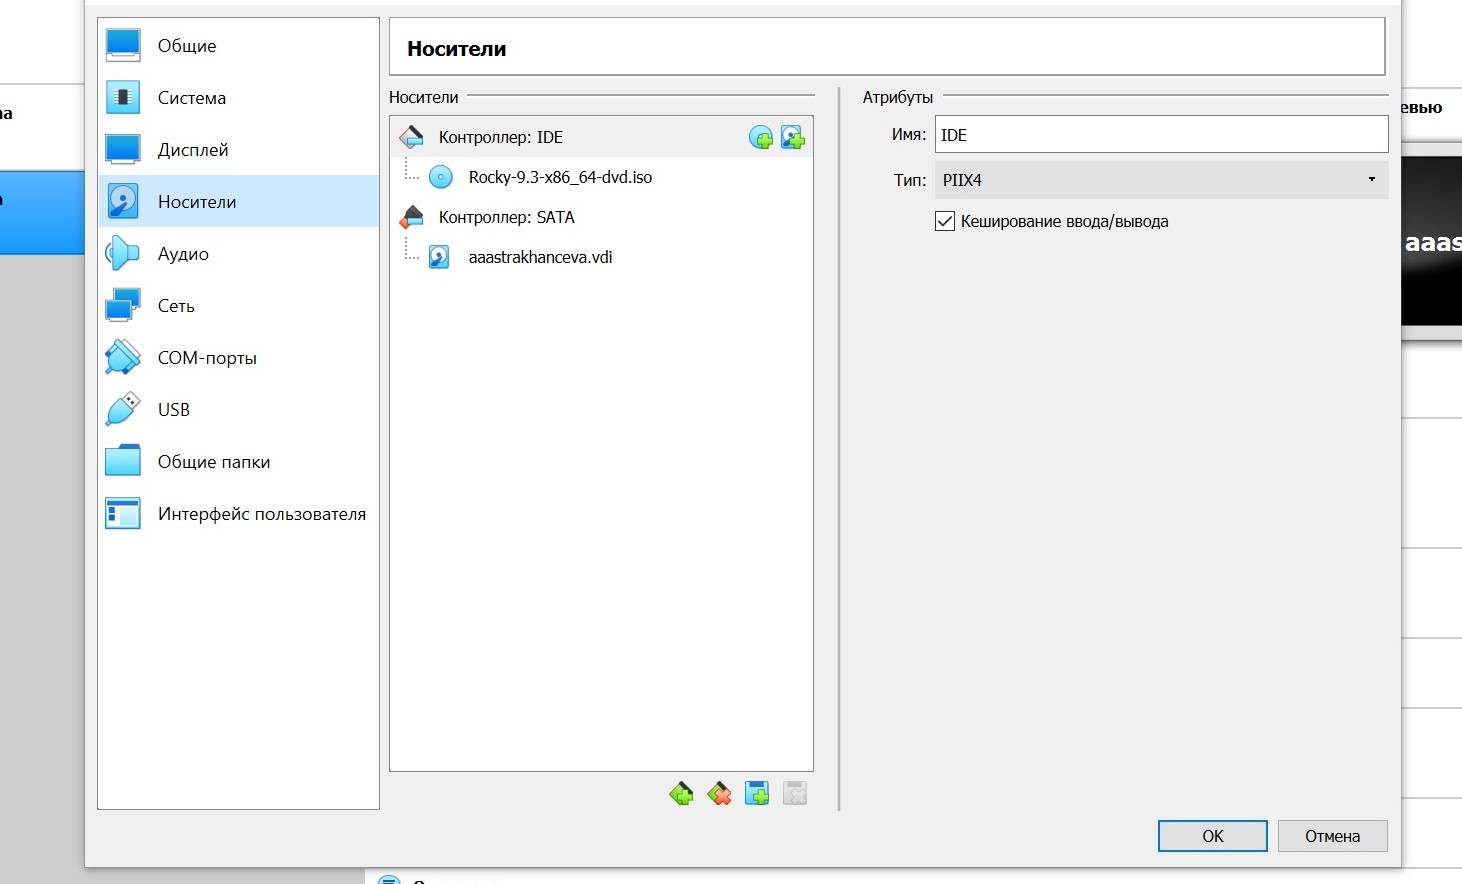 Общие
Система
Дисплей
Носители
Аудио
Сеть
COM-порты
USB
Общие папки
Интерфейс пользователя
Носители
Носители
Контроллер: IDE
Rocky-9.3-x86_64-dvd.iso
Контроллер: SATA
aaastrakhanceva.vdi
Атрибуты
Имя: IDE
Тип: PIIX4
Кеширование ввода/вывода
OK
Отмена
евью
aaas